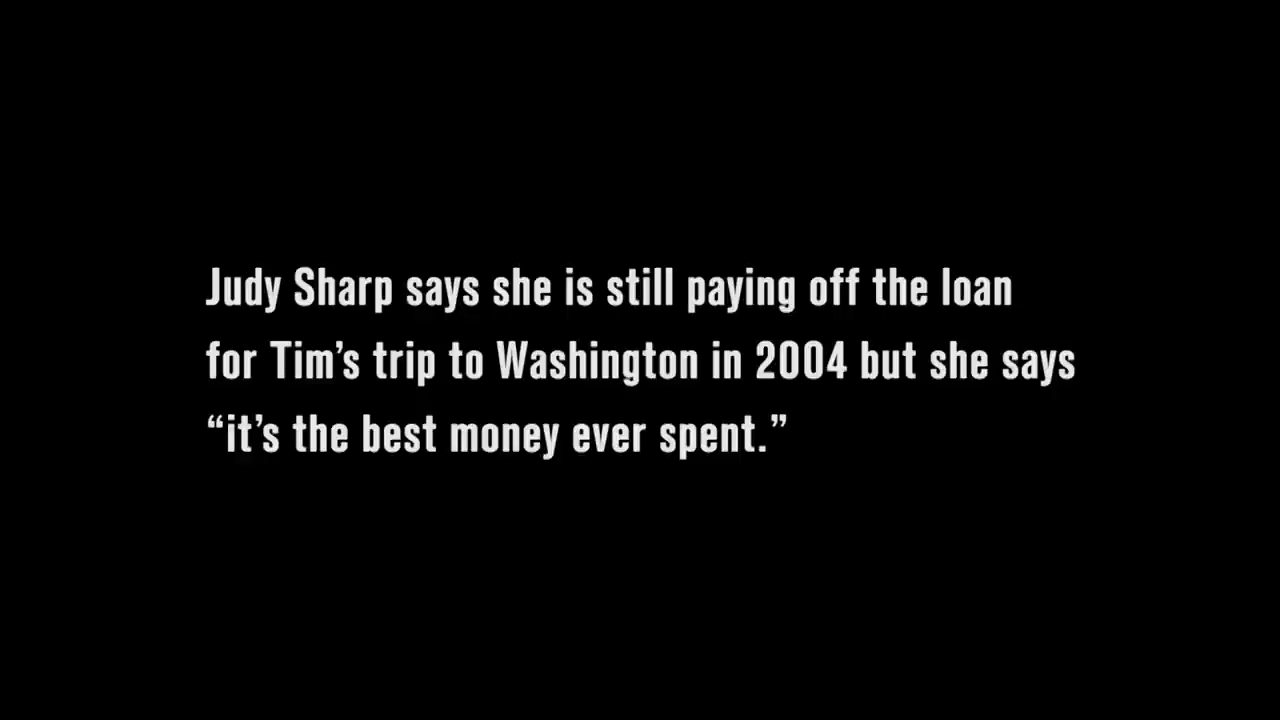 Judy Sharp says she is still paying off the loan
for Tim’s trip to Washington in 2004 but she says
“it’s the best money ever spent.”